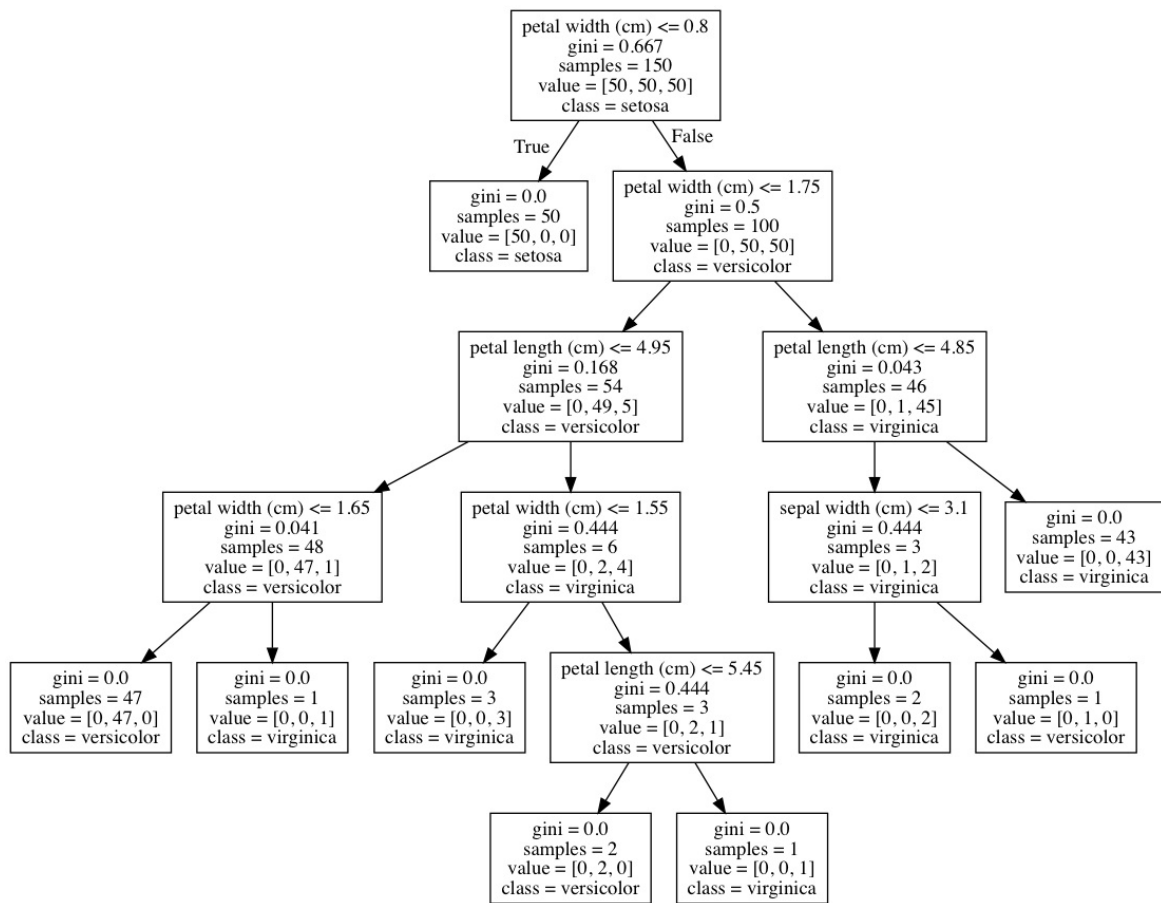 petal width (cm) <= 0.8
gini = 0.667
samples = 150
value = [50, 50, 50]
class = setosa
True
False
gini = 0.0
samples = 50
value = [50, 0, 0]
class = setosa
petal width (cm) <= 1.75
gini = 0.5
samples = 100
value = [0, 50, 50]
class = versicolor
petal length (cm) <= 4.95
gini = 0.168
samples = 54
value = [0, 49, 5]
class = versicolor
petal length (cm) <= 4.85
gini = 0.043
samples = 46
value = [0, 1, 45]
class = virginica
petal width (cm) <= 1.65
gini = 0.041
samples = 48
value = [0, 47, 1]
class = versicolor
petal width (cm) <= 1.55
gini = 0.444
samples = 6
value = [0, 2, 4]
class = virginica
sepal width (cm) <= 3.1
gini = 0.444
samples = 3
value = [0, 1, 2]
class = virginica
gini = 0.0
samples = 43
value = [0, 0, 43]
class = virginica
gini = 0.0
samples = 47
value = [0, 47, 0]
class = versicolor
gini = 0.0
samples = 1
value = [0, 0, 1]
class = virginica
gini = 0.0
samples = 3
value = [0, 0, 3]
class = virginica
petal length (cm) <= 5.45
gini = 0.444
samples = 3
value = [0, 2, 1]
class = versicolor
gini = 0.0
samples = 2
value = [0, 0, 2]
class = virginica
gini = 0.0
samples = 1
value = [0, 1, 0]
class = versicolor
gini = 0.0
samples = 2
value = [0, 2, 0]
class = versicolor
gini = 0.0
samples = 1
value = [0, 0, 1]
class = virginica